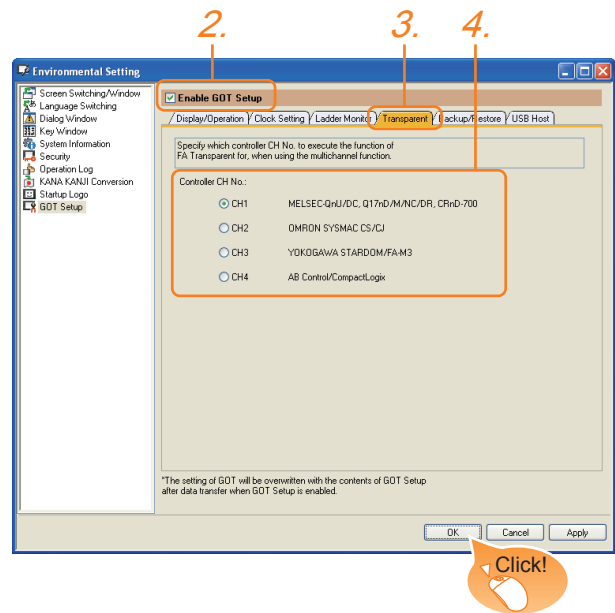 2.
3.
4.
Environmental Setting
Screen Switching/Window
Language Switching
Dialog Window
Key Window
System Information
Security
Operation Log
KANA KANJI Conversion
Startup Logo
GOT Setup
Enable GOT Setup
Display/Operation
Clock Setting
Ladder Monitor
Transparent
Backup/Restore
USB Host
Specify which controller CH No. to execute the function of
FA Transparent for, when using the multichannel function.
Controller CH No.:
CH1 MELSEC-QnU/DC, Q17nD/M/NC/DR, CRnD-700
CH2 OMRON SYSMAC CS/CJ
CH3 YOKOGAWA STARDOM/FA-M3
CH4 AB Control/CompactLogix
*The setting of GOT will be overwritten with the contents of GOT Setup
after data transfer when GOT Setup is enabled.
OK
Cancel
Apply
Click!